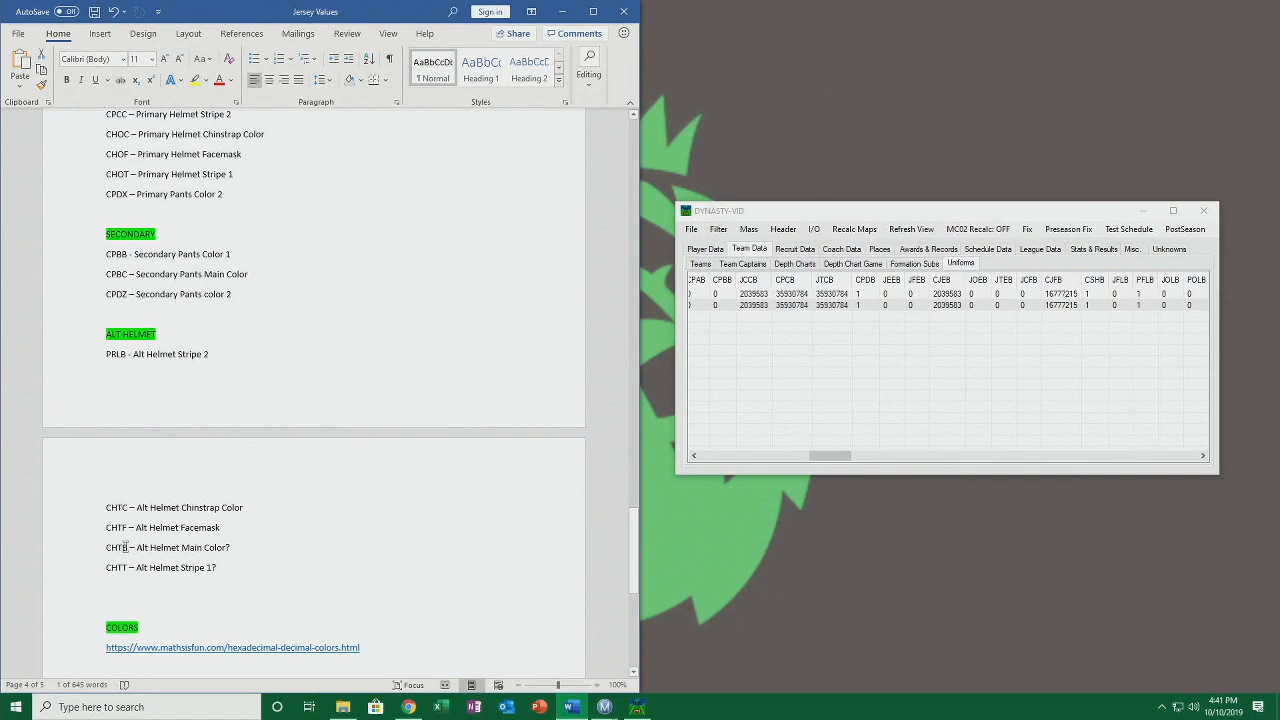 AutoSave Off Jersey Values Sign in
File Home Insert Draw Design Layout References Mailings Review View Help Share Comments
Paste Calibri (Body) 11 AaBbCcDc AaBbCc AaBbCcD Editing
¶ Normal Heading 1 Heading 2
Clipboard Font Paragraph Styles
CPCC – Primary Helmet Stripe 2
CHOC – Primary Helmet Chinstrap Color
CHOF – Primary Helmet Facemask
CHOT – Primary Helmet Stripe 1
CPDX – Primary Pants Color 2
SECONDARY
CPBB - Secondary Pants Color 1
CPBC – Secondary Pants Main Color
CPDZ – Secondary Pants color 2
ALT HELMET
PRLB - Alt Helmet Stripe 2
CHTC – Alt Helmet Chinstrap Color
CHTF – Alt Helmet Facemask
CHTB – Alt Helmet Main Color?
CHTT – Alt Helmet Stripe 1?
COLORS
https://www.mathsisfun.com/hexadecimal-decimal-colors.html
Page 4 of 5 1 of 645 words Focus 100%
DYNASTY-VID
File Filter Mass Header I/O Recalc Maps Refresh View MC02 Recalc: OFF Fix Preseason Fix Test Schedule PostSeason
Player Data Team Data Recruit Data Coach Data Places Awards & Records Schedule Data League Data Stats & Results Misc. Unknowns
Teams Team Captains Depth Charts Depth Chart Game Formation Subs Uniforms
CFAB CPBB JCCB CPCB JTCB CPDB JEEB JFEB CJEB JOEB JTEB JCFB CJFB CSHB JFLB PFLB JOLB POLB
0 0 2039583 35930784 35930784 1 0 0 2039583 0 0 0 16777215 1 0 1 0 0
0 0 2039583 35930784 35930784 1 0 0 2039583 0 0 0 16777215 1 0 1 0 0
Type here to search
4:41 PM
10/10/2019